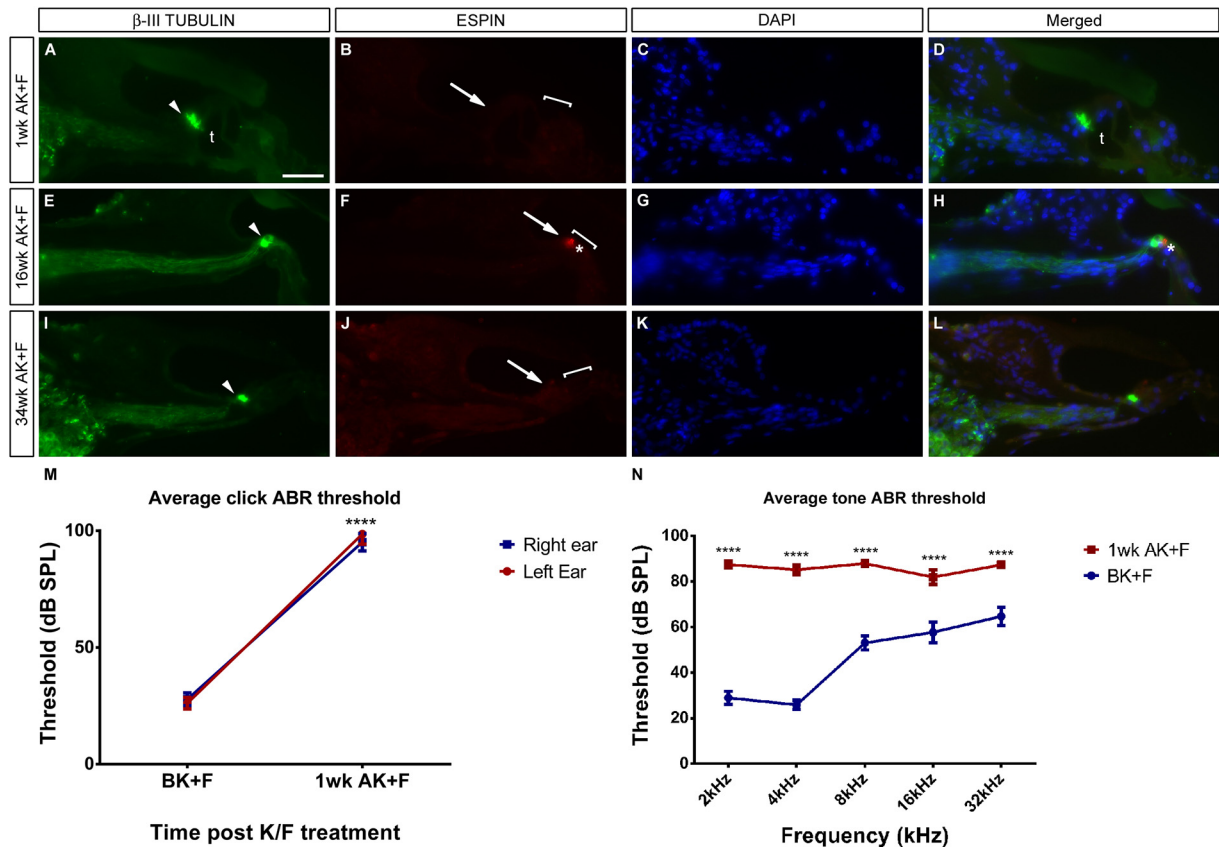 β-III TUBULIN
ESPIN
DAPI
Merged
1wk AK+F
A
t
B
C
D
t
16wk AK+F
E
F
*
G
H
*
34wk AK+F
I
J
K
L
M
Average click ABR threshold
Threshold (dB SPL)
100
50
0
****
BK+F
1wk AK+F
Time post K/F treatment
Right ear
Left Ear
N
Average tone ABR threshold
Threshold (dB SPL)
100
80
60
40
20
0
**** **** **** **** ****
2kHz
4kHz
8kHz
16kHz
32kHz
Frequency (kHz)
1wk AK+F
BK+F